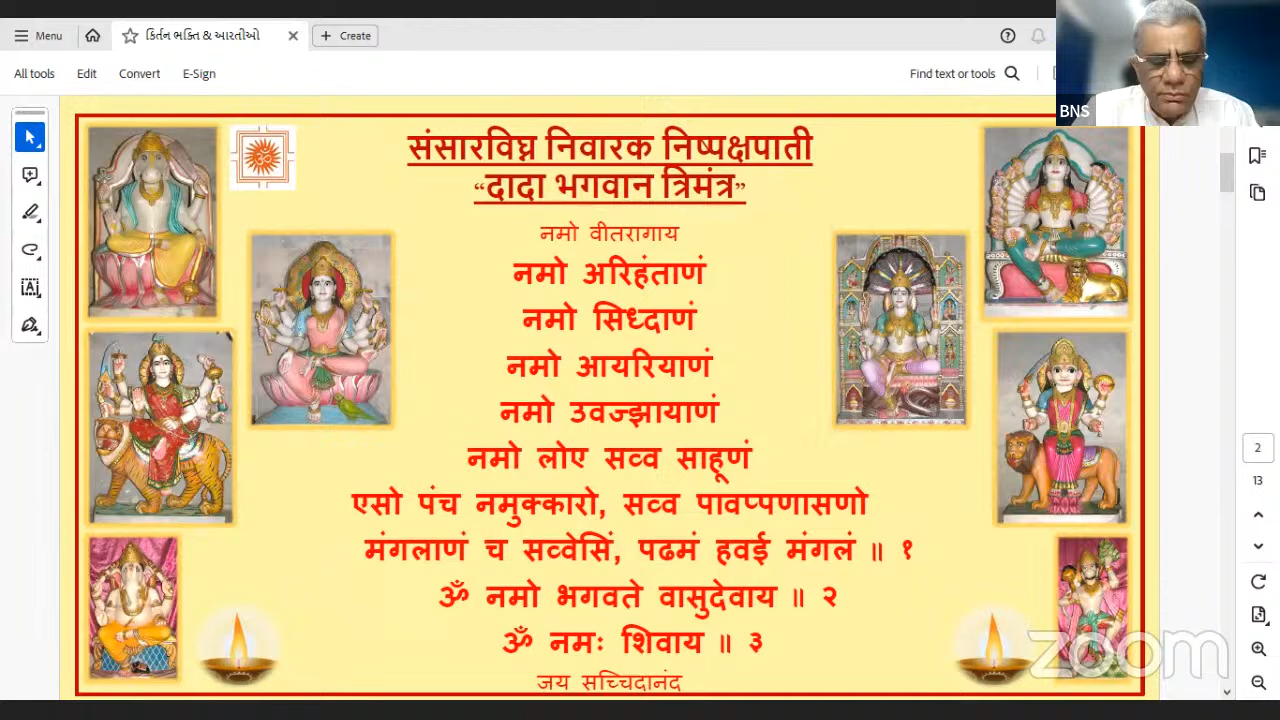 Menu
કિર્તન ભક્તિ & આરતીઓ
Create
All tools
Edit
Convert
E-Sign
Find text or tools
BNS
संसारविघ्न निवारक निष्पक्षपाती
“दादा भगवान त्रिमंत्र”
नमो वीतरागाय
नमो अरिहंताणं
नमो सिध्दाणं
नमो आयरियाणं
नमो उवज्झायाणं
नमो लोए सव्व साहूणं
एसो पंच नमुक्कारो, सव्व पावप्पणासणो
मंगलाणं च सव्वेसिं, पढमं हवई मंगलं ॥ १
ॐ नमो भगवते वासुदेवाय ॥ २
ॐ नमः शिवाय ॥ ३
जय सच्चिदानंद
2
13
zoom